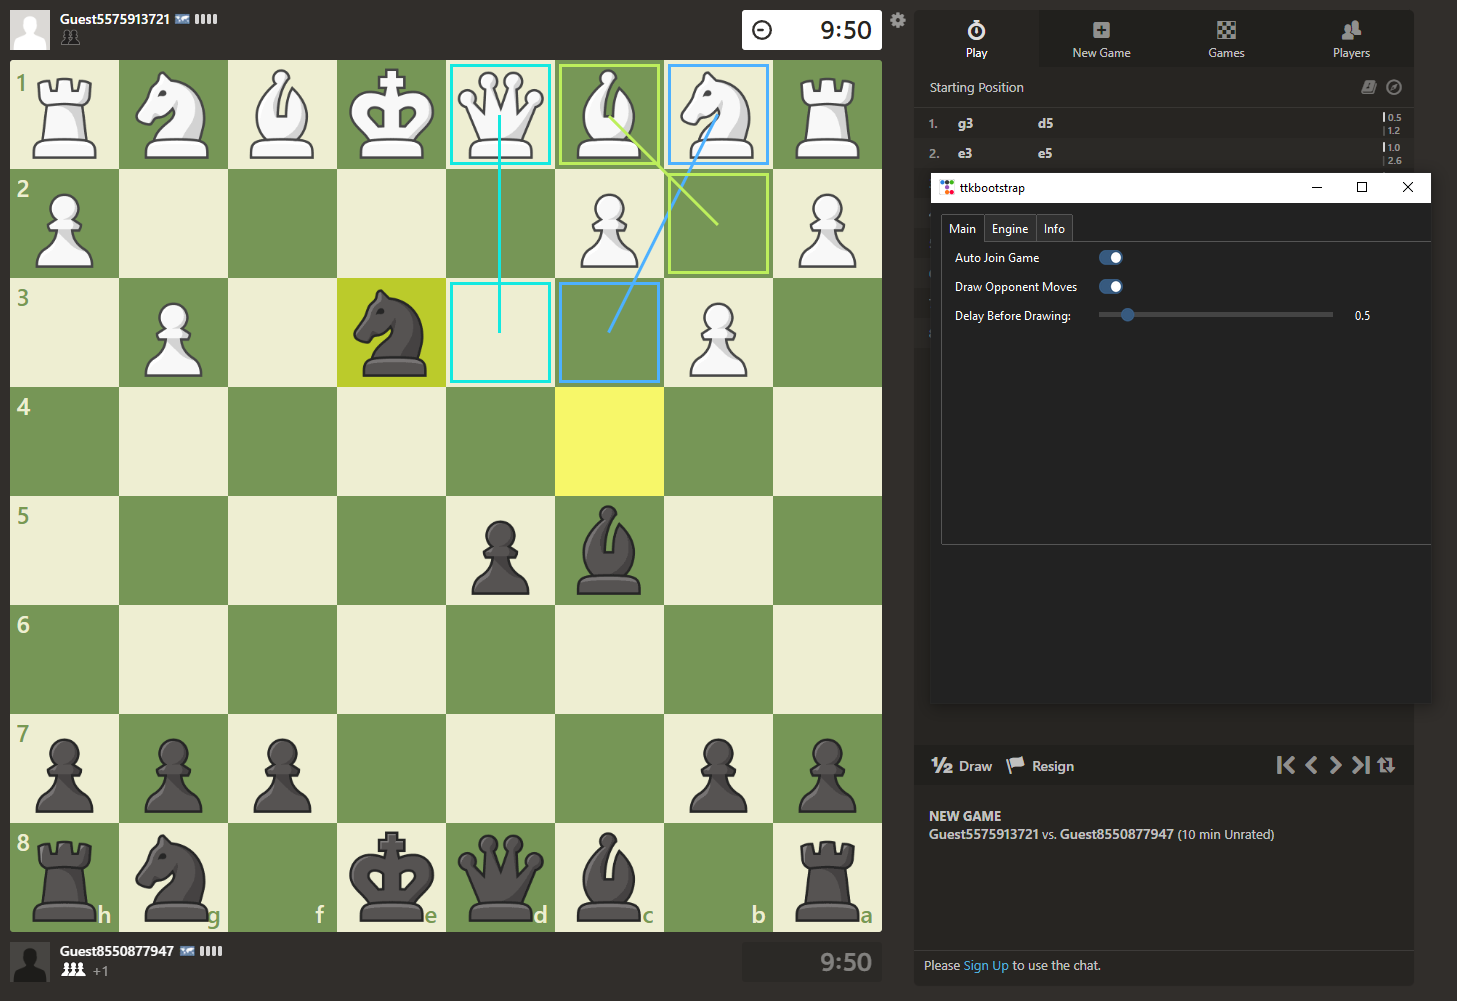 Guest5575913721
9:50
Play
New Game
Games
Players
Starting Position
1. g3 d5 0.5 1.2
2. e3 e5 1.0 2.6
ttkbootstrap
Main Engine Info
Auto Join Game
Draw Opponent Moves
Delay Before Drawing: 0.5
1
2
3
4
5
6
7
8
h g f e d c b a
½ Draw Resign
NEW GAME
Guest5575913721 vs. Guest8550877947 (10 min Unrated)
Guest8550877947
+1
9:50
Please Sign Up to use the chat.